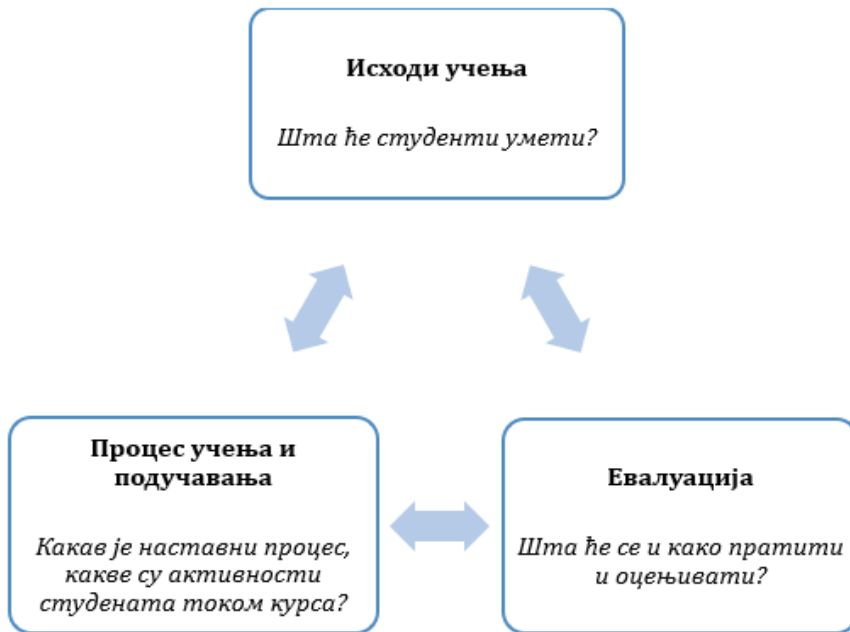 Исходи учења
Шта ће студенти умети?
Процес учења и
подучавања
Какав је наставни процес,
какве су активности
студената током курса?
Евалуација
Шта ће се и како пратити
и оцењивати?